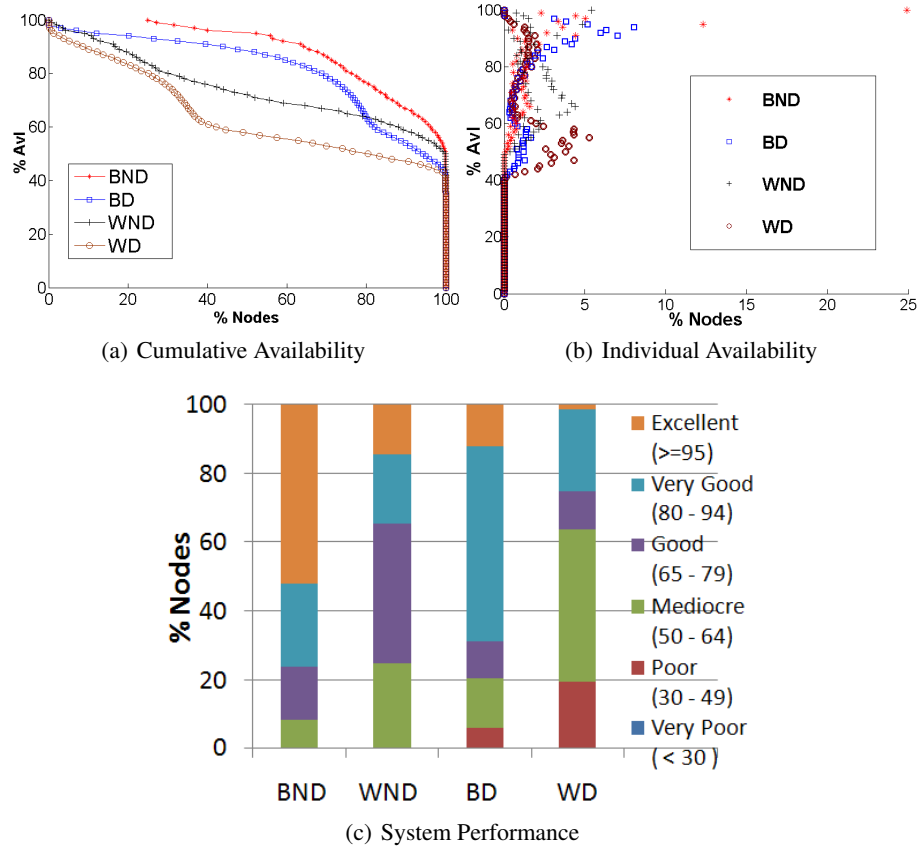 100
80
60
40
20
0
% Avl
BND
BD
WND
WD
0 20 40 60 80 100
% Nodes
(a) Cumulative Availability
100
80
60
40
20
0
% Avl
BND
BD
WND
WD
0 5 10 15 20 25
% Nodes
(b) Individual Availability
100
80
60
40
20
0
% Nodes
BND WND BD WD
Excellent
(>=95)
Very Good
(80 - 94)
Good
(65 - 79)
Mediocre
(50 - 64)
Poor
(30 - 49)
Very Poor
( < 30 )
(c) System Performance